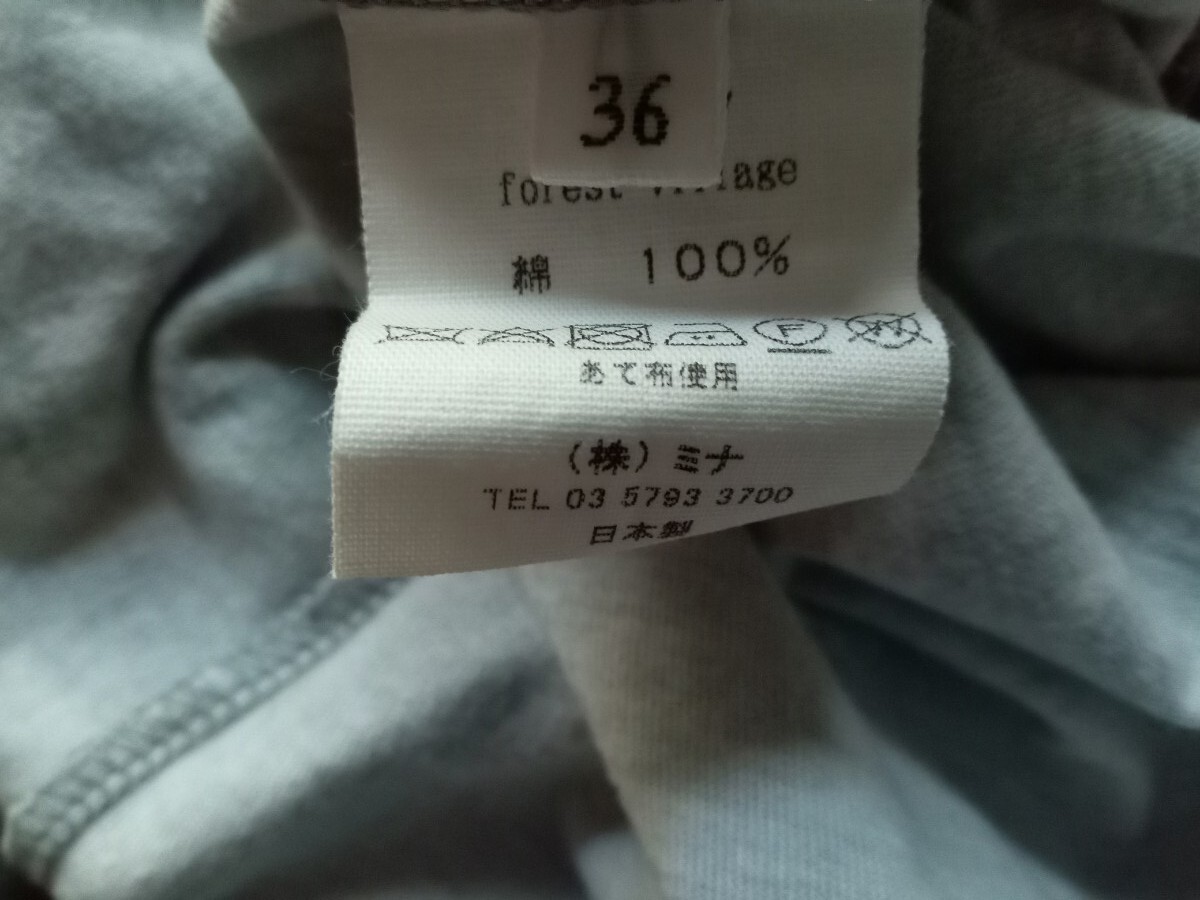 36
forest village
綿 100%
F
W
あて布使用
(株)ミナ
TEL 03 5793 3700
日本製